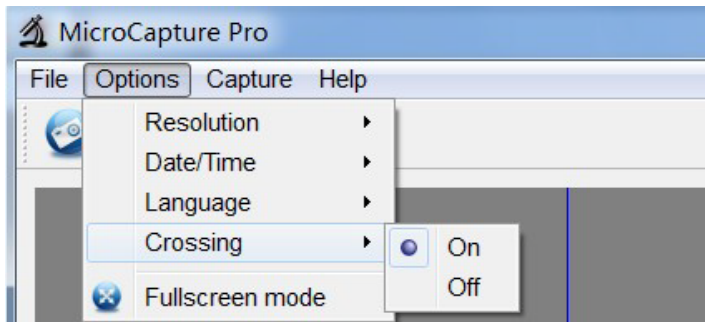 MicroCapture Pro
File Options Capture Help
Resolution
Date/Time
Language
Crossing
On
Off
Fullscreen mode